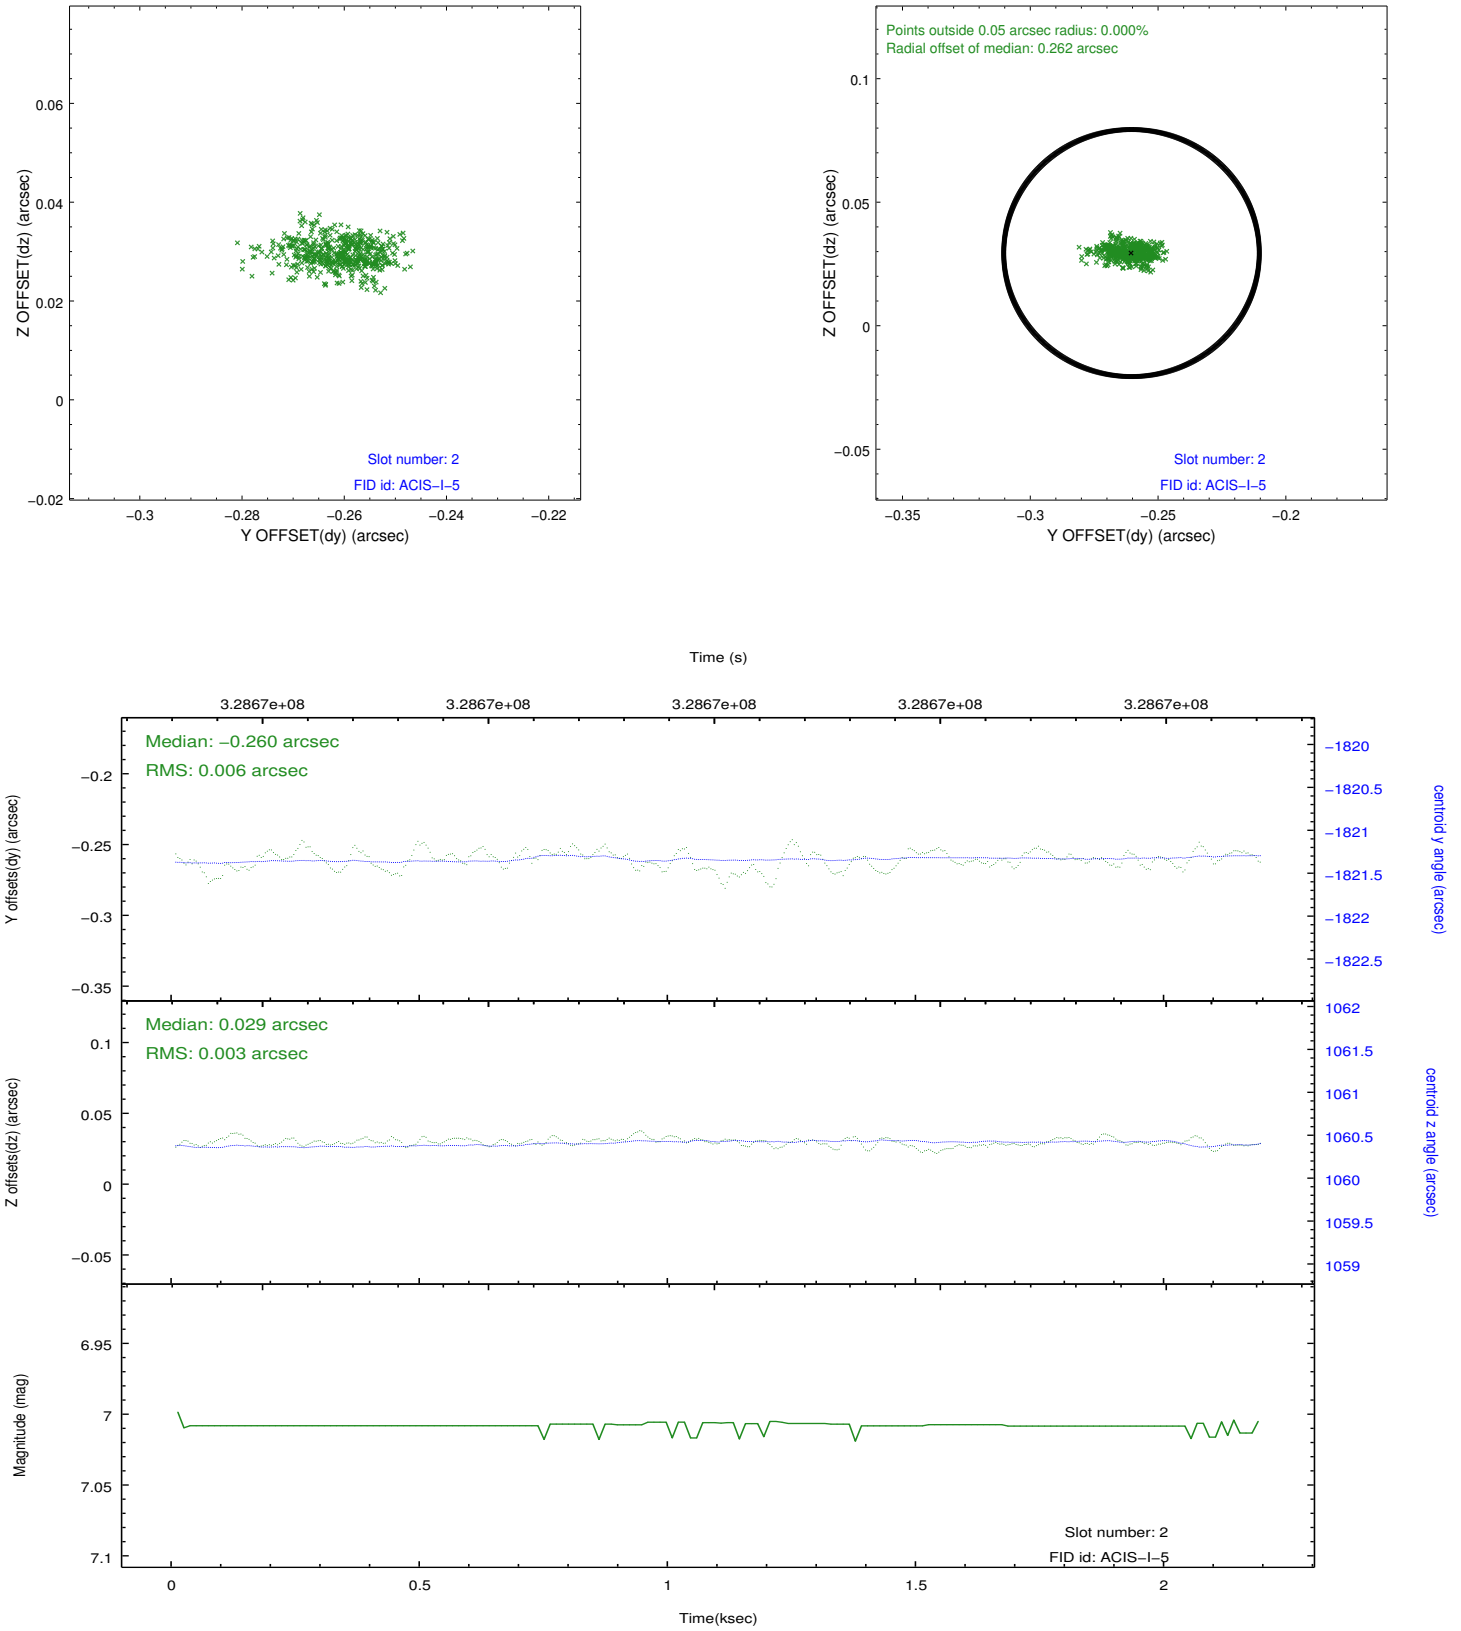 0.06
0.04
0.02
0
−0.02
Z OFFSET(dz) (arcsec)
Slot number: 2
FID id: ACIS−I−5
−0.3
−0.28
−0.26
−0.24
−0.22
Y OFFSET(dy) (arcsec)
Points outside 0.05 arcsec radius: 0.000%
Radial offset of median: 0.262 arcsec
0.1
0.05
0
−0.05
Z OFFSET(dz) (arcsec)
Slot number: 2
FID id: ACIS−I−5
−0.35
−0.3
−0.25
−0.2
Y OFFSET(dy) (arcsec)
Time (s)
3.2867e+08
3.2867e+08
3.2867e+08
3.2867e+08
3.2867e+08
Median: −0.260 arcsec
RMS: 0.006 arcsec
−0.2
−0.25
−0.3
−0.35
Y offsets(dy) (arcsec)
−1820
−1820.5
−1821
−1821.5
−1822
−1822.5
centroid y angle (arcsec)
Median: 0.029 arcsec
RMS: 0.003 arcsec
0.1
0.05
0
−0.05
Z offsets(dz) (arcsec)
1062
1061.5
1061
1060.5
1060
1059.5
1059
centroid z angle (arcsec)
6.95
7
7.05
7.1
Magnitude (mag)
Slot number: 2
FID id: ACIS−I−5
0
0.5
1
1.5
2
Time(ksec)